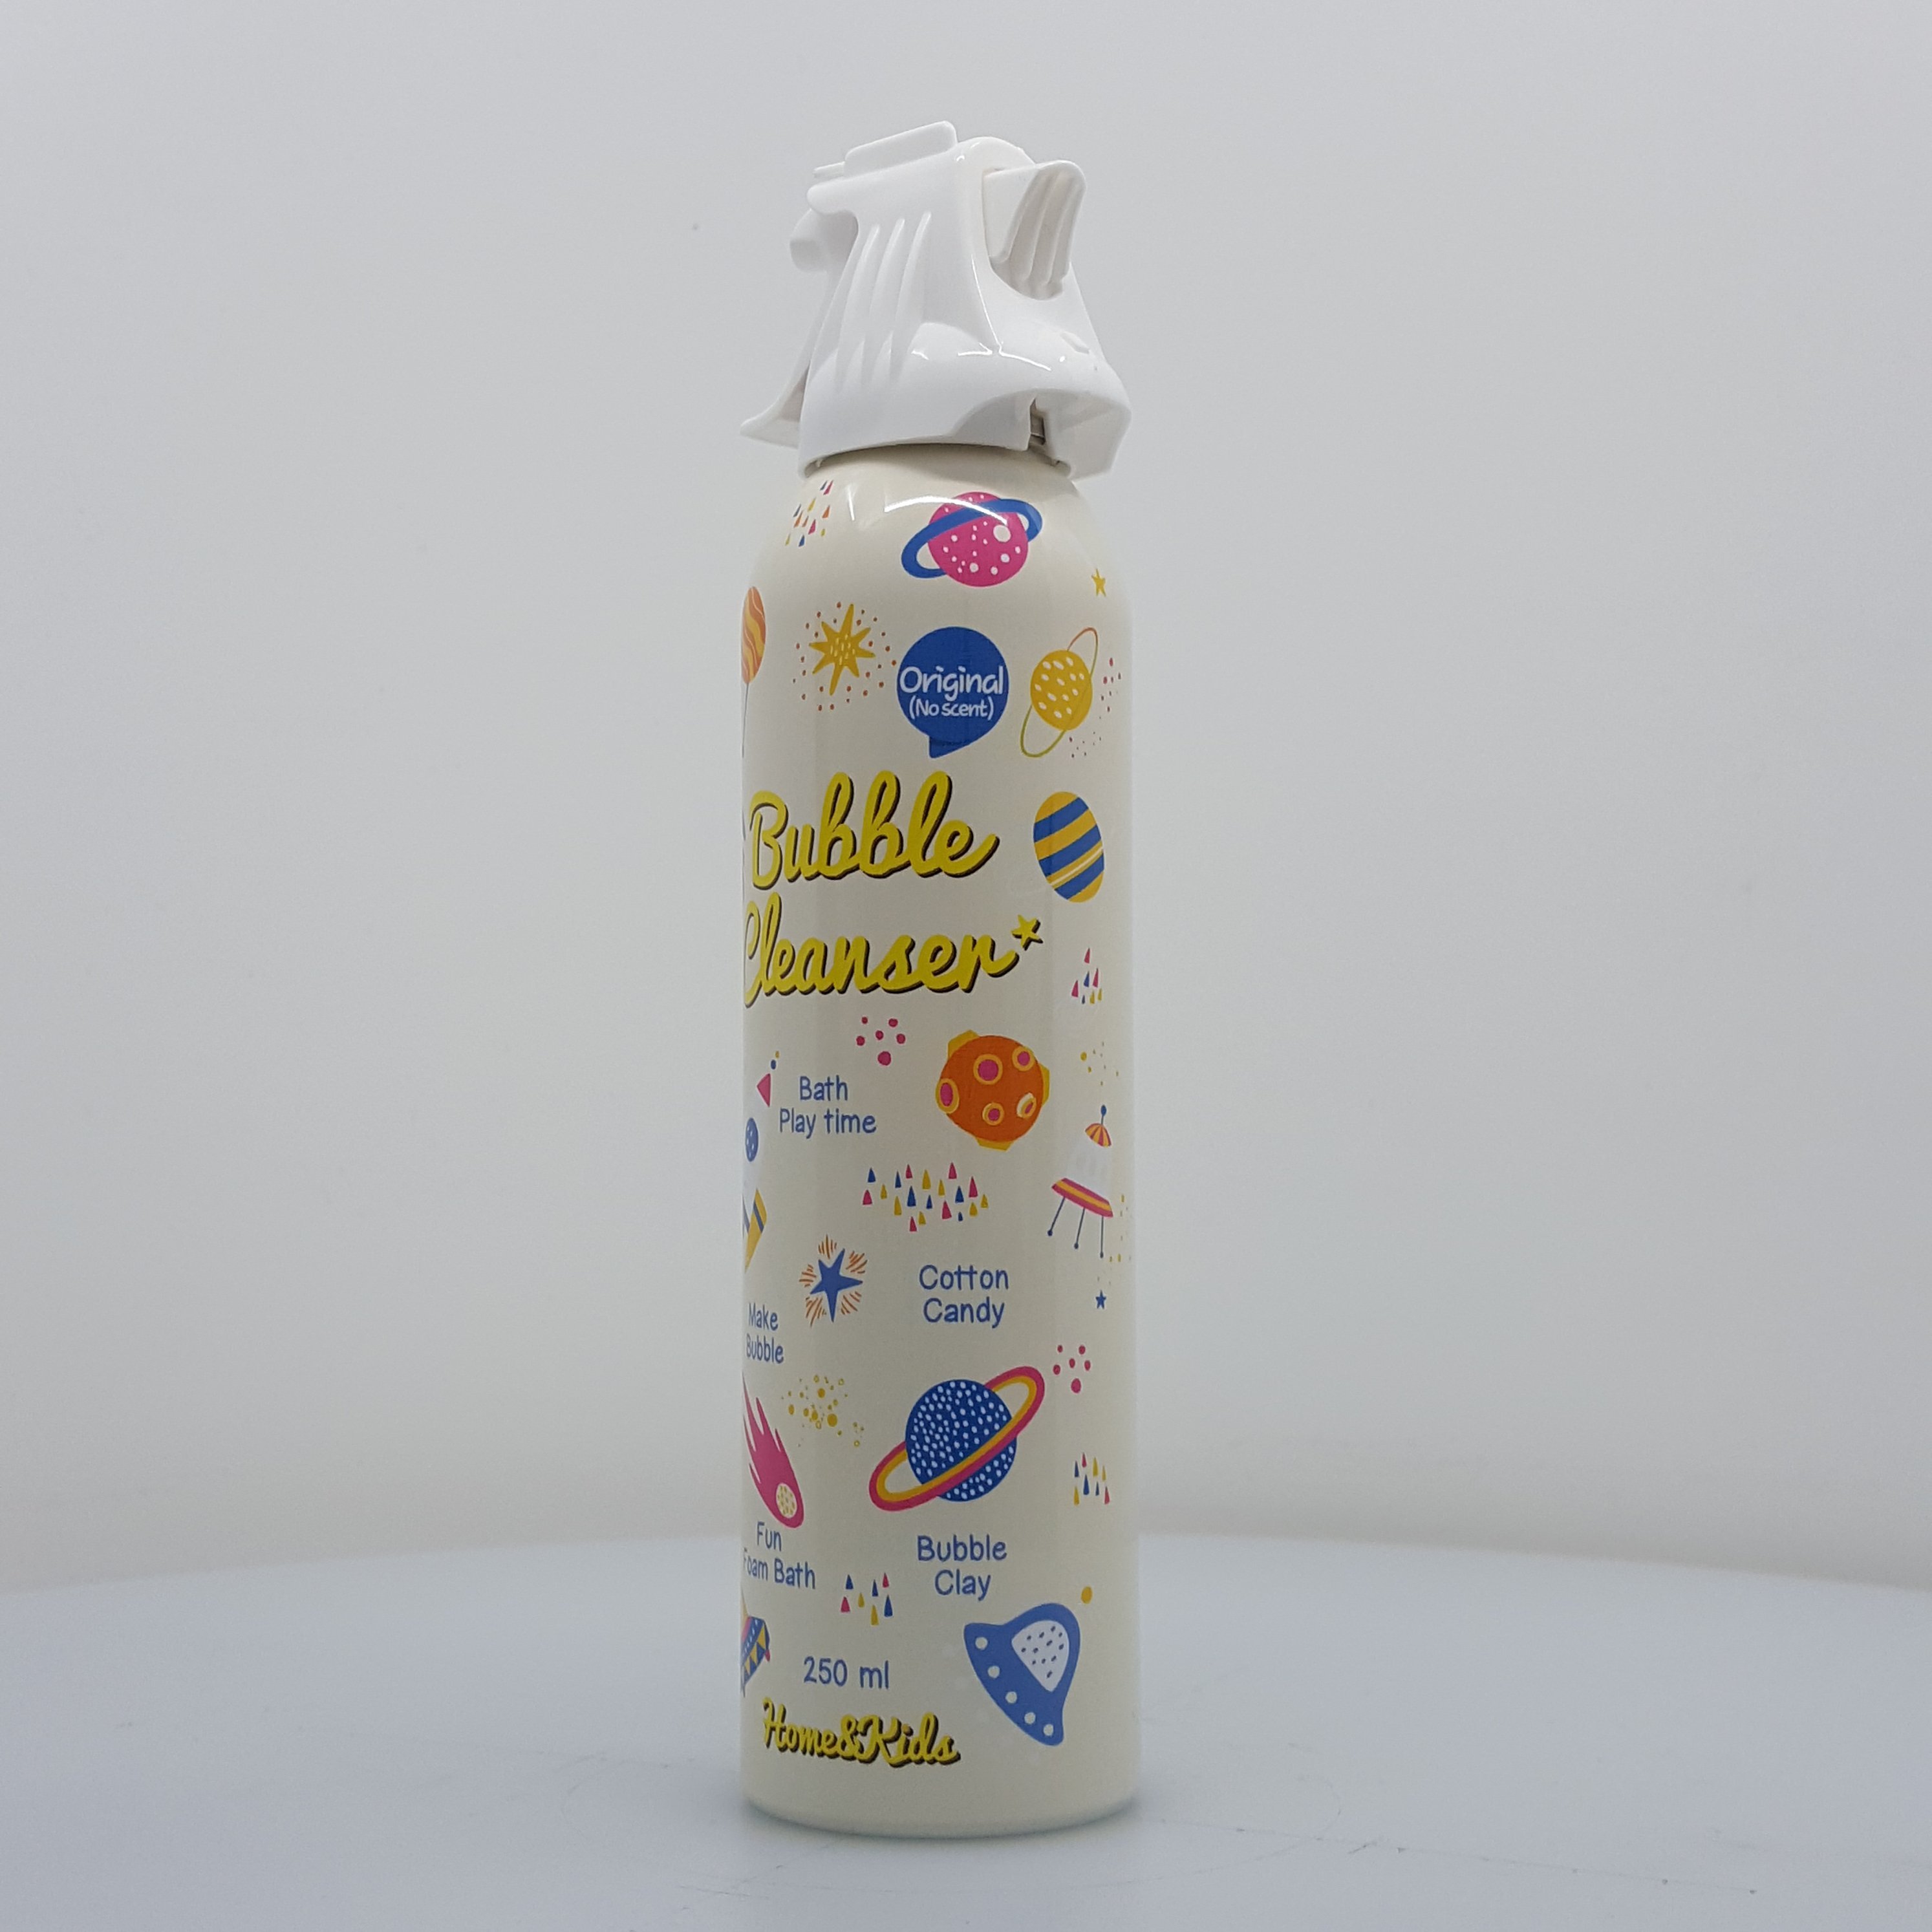 Original
(No scent)
Bubble
Cleanser
Bath
Play time
Cotton
Candy
Make
Bubble
Fun
Foam Bath
Bubble
Clay
250 ml
Home&Kids